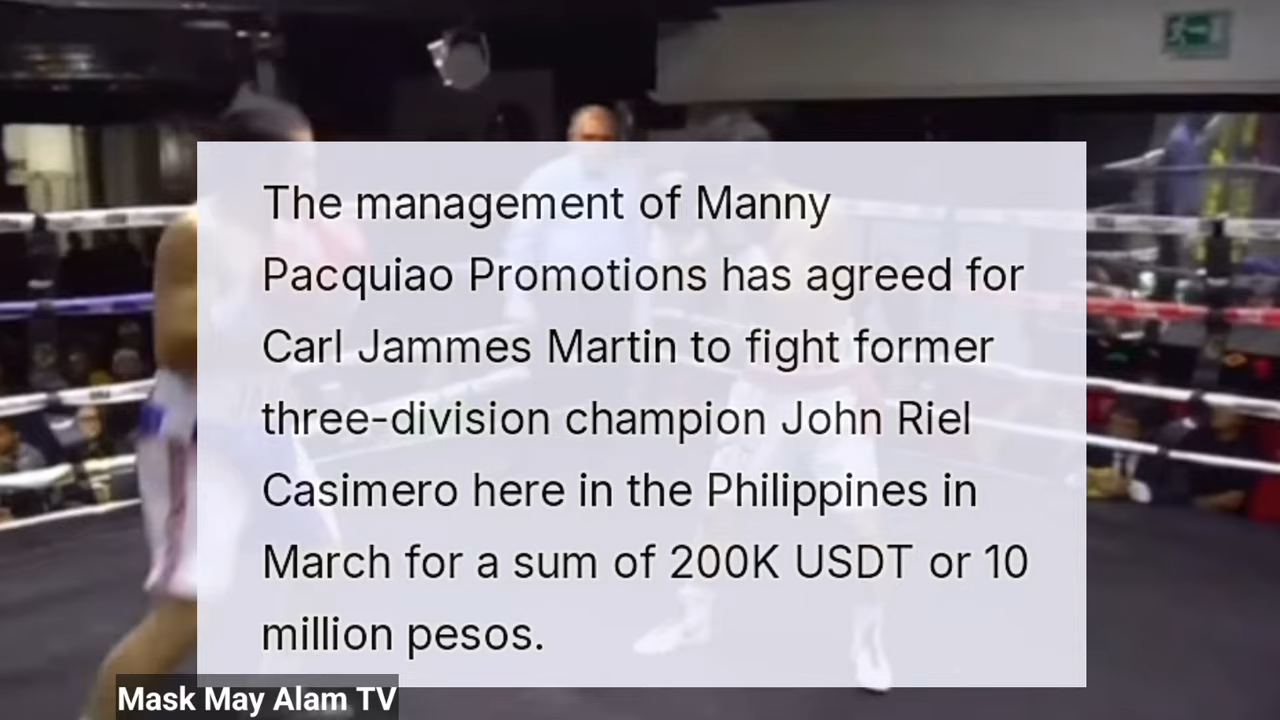 The management of Manny
Pacquiao Promotions has agreed for
Carl Jammes Martin to fight former
three-division champion John Riel
Casimero here in the Philippines in
March for a sum of 200K USDT or 10
million pesos.
Mask May Alam TV